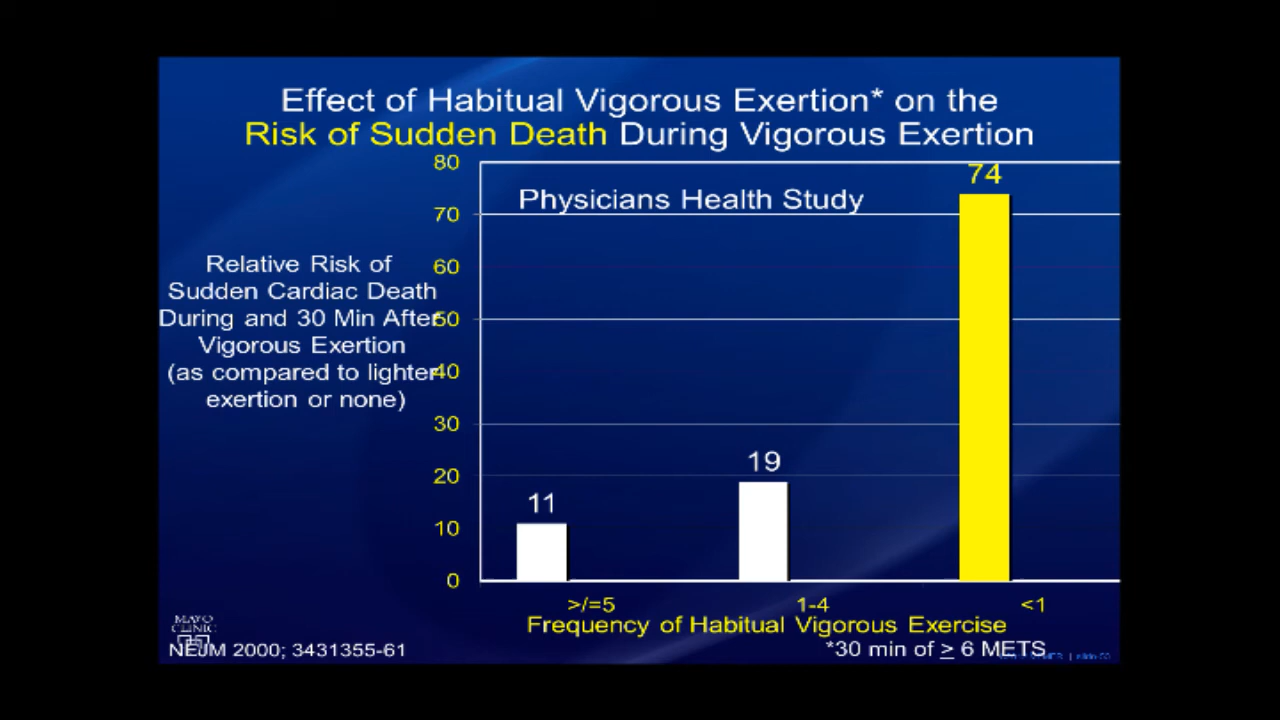 Effect of Habitual Vigorous Exertion* on the
Risk of Sudden Death During Vigorous Exertion
Physicians Health Study
Relative Risk of
Sudden Cardiac Death
During and 30 Min After
Vigorous Exertion
(as compared to lighter
exertion or none)
80
70
60
50
40
30
20
10
0
11
19
74
>/=5 1-4 <1
Frequency of Habitual Vigorous Exercise
*30 min of ≥ 6 METS
MAYO
CLINIC
NEJM 2000; 3431355-61